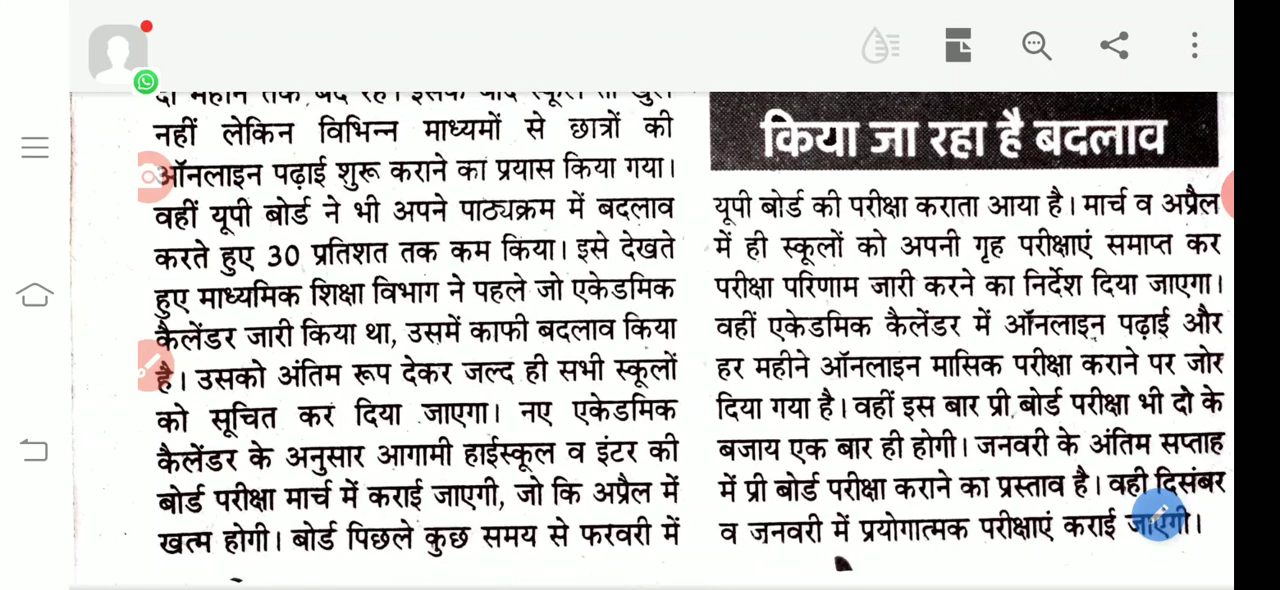 दो महीने तक बंद रहे। इसके बाद स्कूल तो खुले
नहीं लेकिन विभिन्न माध्यमों से छात्रों की
ऑनलाइन पढ़ाई शुरू कराने का प्रयास किया गया।
वहीं यूपी बोर्ड ने भी अपने पाठ्यक्रम में बदलाव
करते हुए 30 प्रतिशत तक कम किया। इसे देखते
हुए माध्यमिक शिक्षा विभाग ने पहले जो एकेडमिक
कैलेंडर जारी किया था, उसमें काफी बदलाव किया
है। उसको अंतिम रूप देकर जल्द ही सभी स्कूलों
को सूचित कर दिया जाएगा। नए एकेडमिक
कैलेंडर के अनुसार आगामी हाईस्कूल व इंटर की
बोर्ड परीक्षा मार्च में कराई जाएगी, जो कि अप्रैल में
खत्म होगी। बोर्ड पिछले कुछ समय से फरवरी में
किया जा रहा है बदलाव
यूपी बोर्ड की परीक्षा कराता आया है। मार्च व अप्रैल
में ही स्कूलों को अपनी गृह परीक्षाएं समाप्त कर
परीक्षा परिणाम जारी करने का निर्देश दिया जाएगा।
वहीं एकेडमिक कैलेंडर में ऑनलाइन पढ़ाई और
हर महीने ऑनलाइन मासिक परीक्षा कराने पर जोर
दिया गया है। वहीं इस बार प्री बोर्ड परीक्षा भी दो के
बजाय एक बार ही होगी। जनवरी के अंतिम सप्ताह
में प्री बोर्ड परीक्षा कराने का प्रस्ताव है। वही दिसंबर
व जनवरी में प्रयोगात्मक परीक्षाएं कराई जाएंगी।